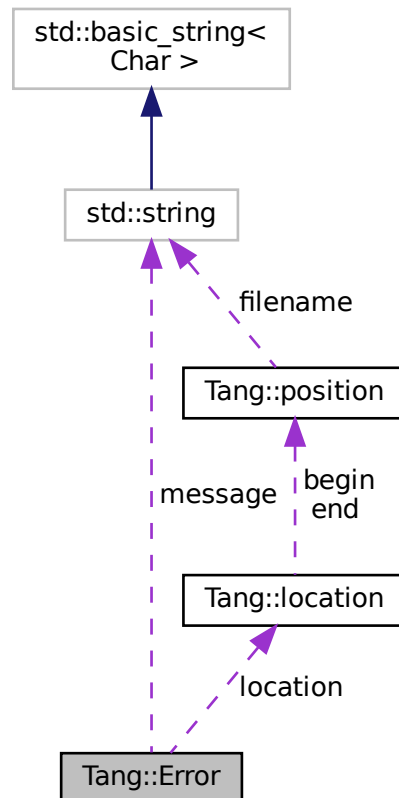 std::basic_string<
Char >
std::string
filename
Tang::position
message
begin
end
Tang::location
location
Tang::Error